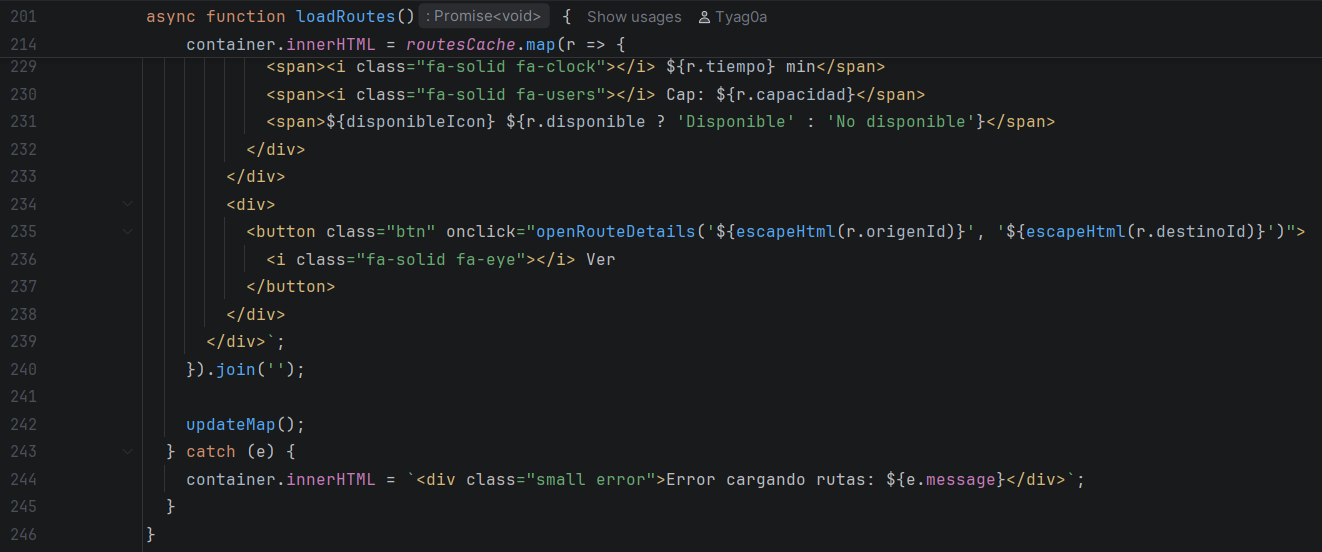 201 async function loadRoutes() : Promise<void> { Show usages Tyag0a
214 container.innerHTML = routesCache.map(r => {
229 <span><i class="fa-solid fa-clock"></i> ${r.tiempo} min</span>
230 <span><i class="fa-solid fa-users"></i> Cap: ${r.capacidad}</span>
231 <span>${disponibleIcon} ${r.disponible ? 'Disponible' : 'No disponible'}</span>
232 </div>
233 </div>
234 <div>
235 <button class="btn" onclick="openRouteDetails('${escapeHtml(r.origenId)}', '${escapeHtml(r.destinoId)}')">
236 <i class="fa-solid fa-eye"></i> Ver
237 </button>
238 </div>
239 </div>`;
240 }).join('');
241
242 updateMap();
243 } catch (e) {
244 container.innerHTML = `<div class="small error">Error cargando rutas: ${e.message}</div>`;
245 }
246 }